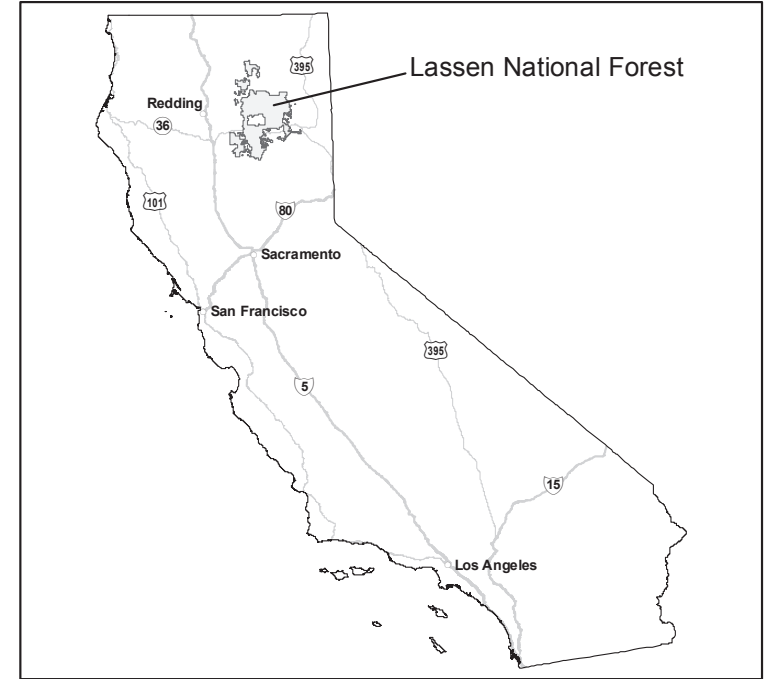 Lassen National Forest
395
Redding
36
101
80
Sacramento
San Francisco
395
5
15
Los Angeles